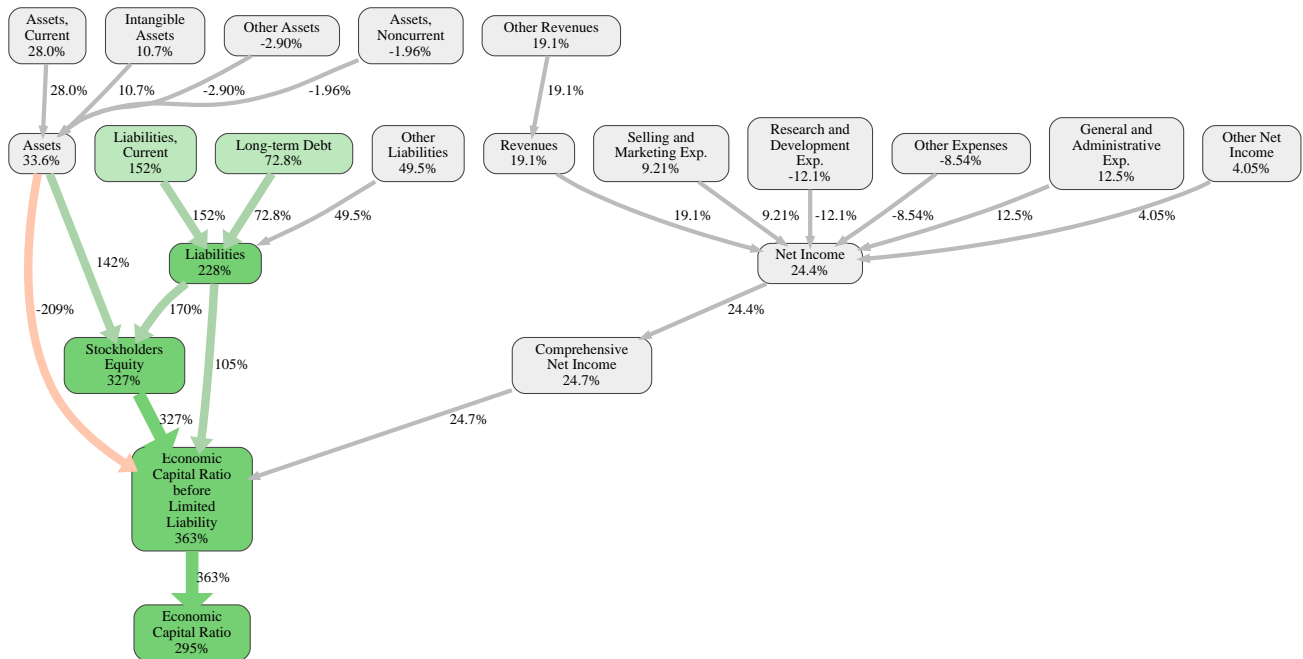 Assets,
Current
28.0%
Intangible
Assets
10.7%
Other Assets
-2.90%
Assets,
Noncurrent
-1.96%
Other Revenues
19.1%
28.0%
10.7%
-2.90%
-1.96%
19.1%
Assets
33.6%
Liabilities,
Current
152%
Long-term Debt
72.8%
Other
Liabilities
49.5%
Revenues
19.1%
Selling and
Marketing Exp.
9.21%
Research and
Development
Exp.
-12.1%
Other Expenses
-8.54%
General and
Administrative
Exp.
12.5%
Other Net
Income
4.05%
152%
72.8%
49.5%
19.1%
9.21%
-12.1%
-8.54%
12.5%
4.05%
Liabilities
228%
Net Income
24.4%
142%
-209%
170%
24.4%
Stockholders
Equity
327%
105%
Comprehensive
Net Income
24.7%
327%
24.7%
Economic
Capital Ratio
before
Limited
Liability
363%
363%
Economic
Capital Ratio
295%